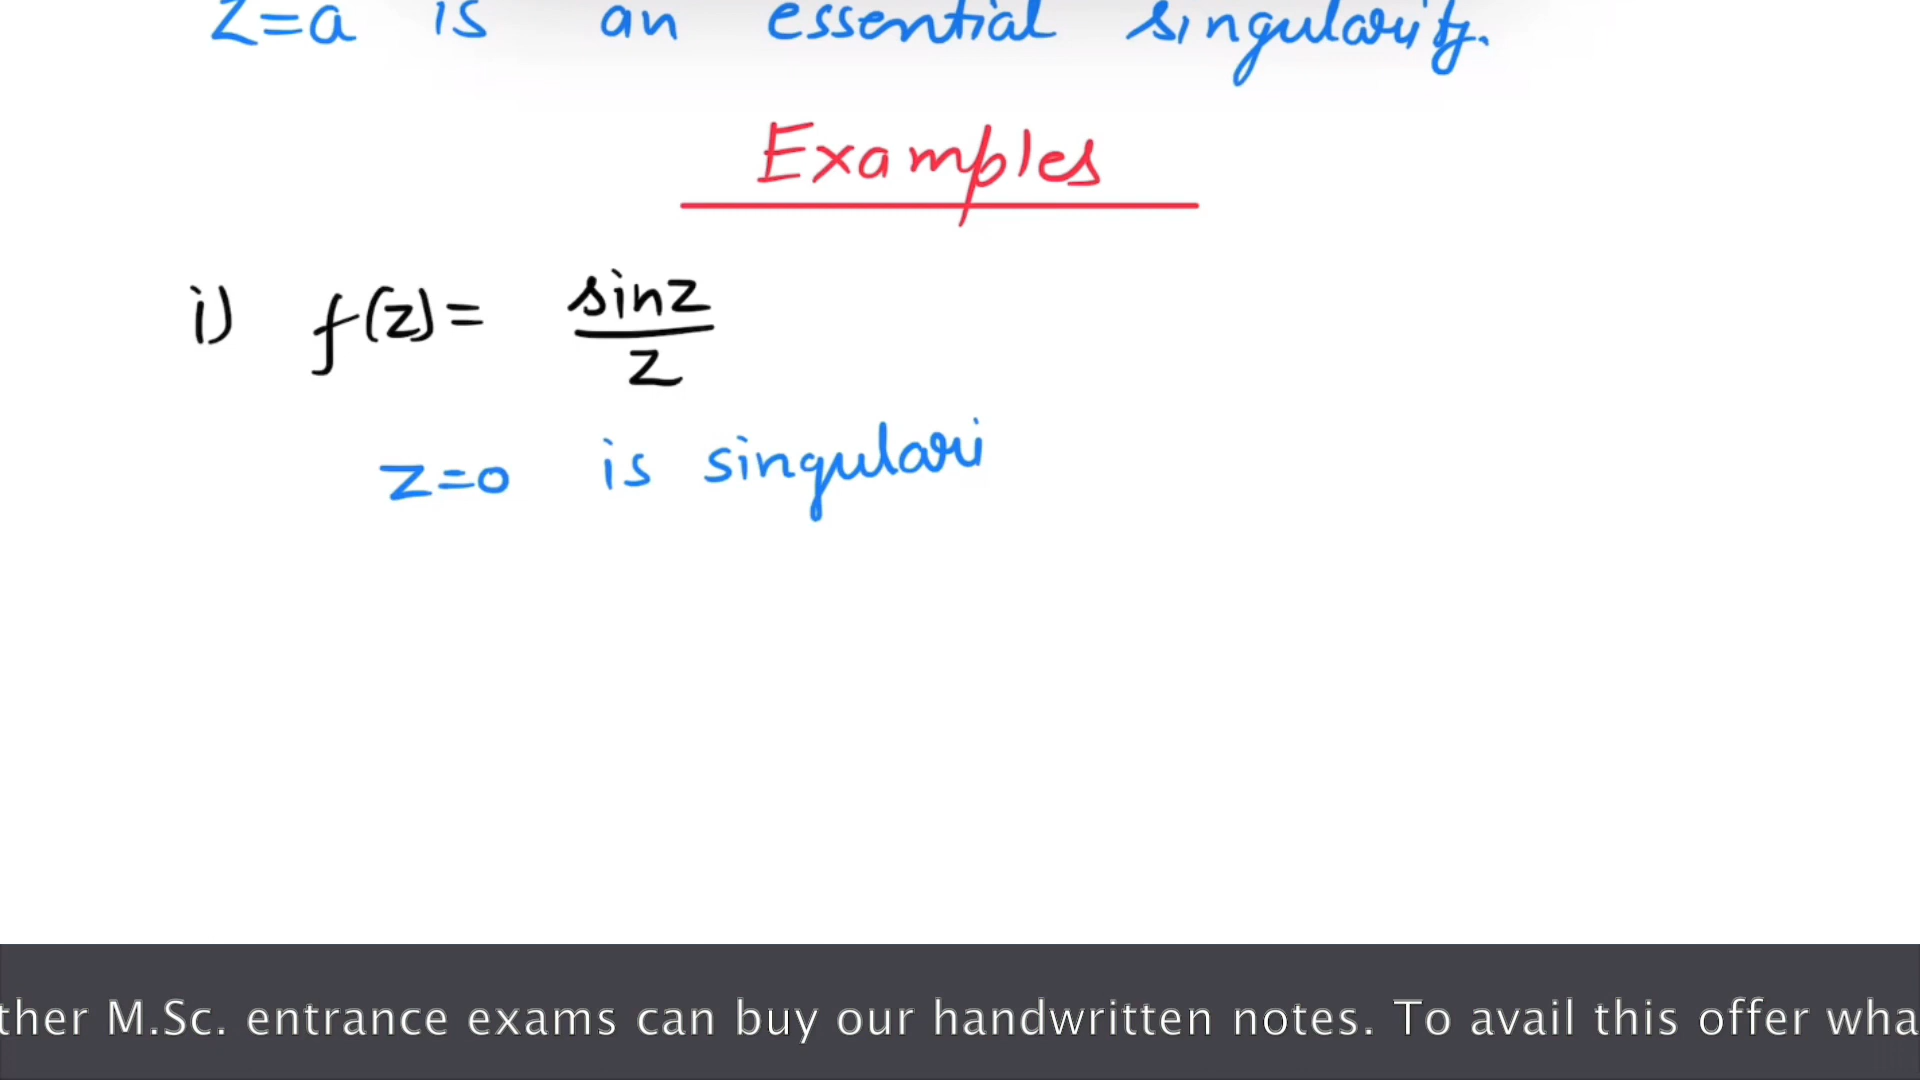 z=a is an essential singularity.
Examples
i) f(z)= sinz/z
z=0 is singulari
ther M.Sc. entrance exams can buy our handwritten notes. To avail this offer wha